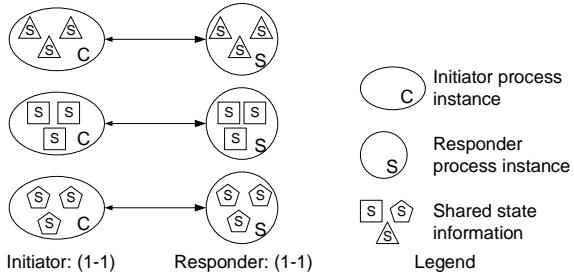 S S
S C
S S
S S
S S
S C
S S
S S
S S
S C
S S
S S
Initiator: (1-1) Responder: (1-1)
C
Initiator process
instance
S
Responder
process instance
S S
S
Shared state
information
Legend